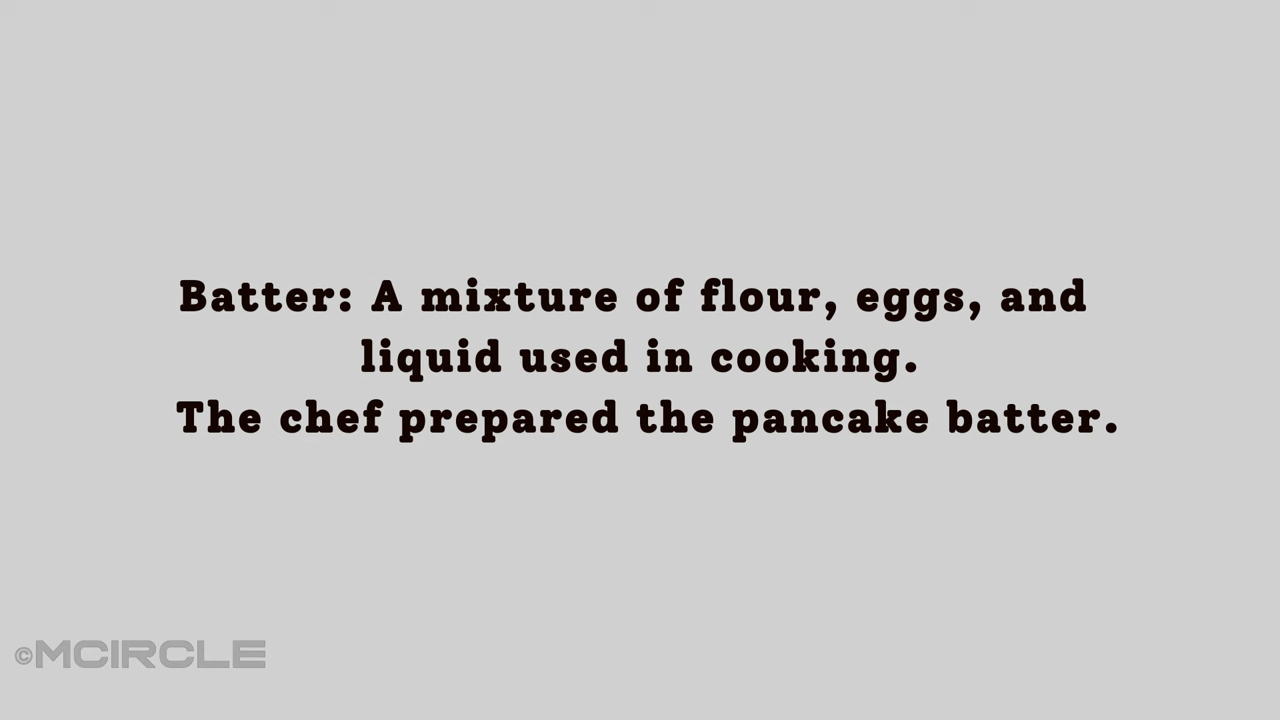 Batter: A mixture of flour, eggs, and
liquid used in cooking.
The chef prepared the pancake batter.
©MCIRCLE